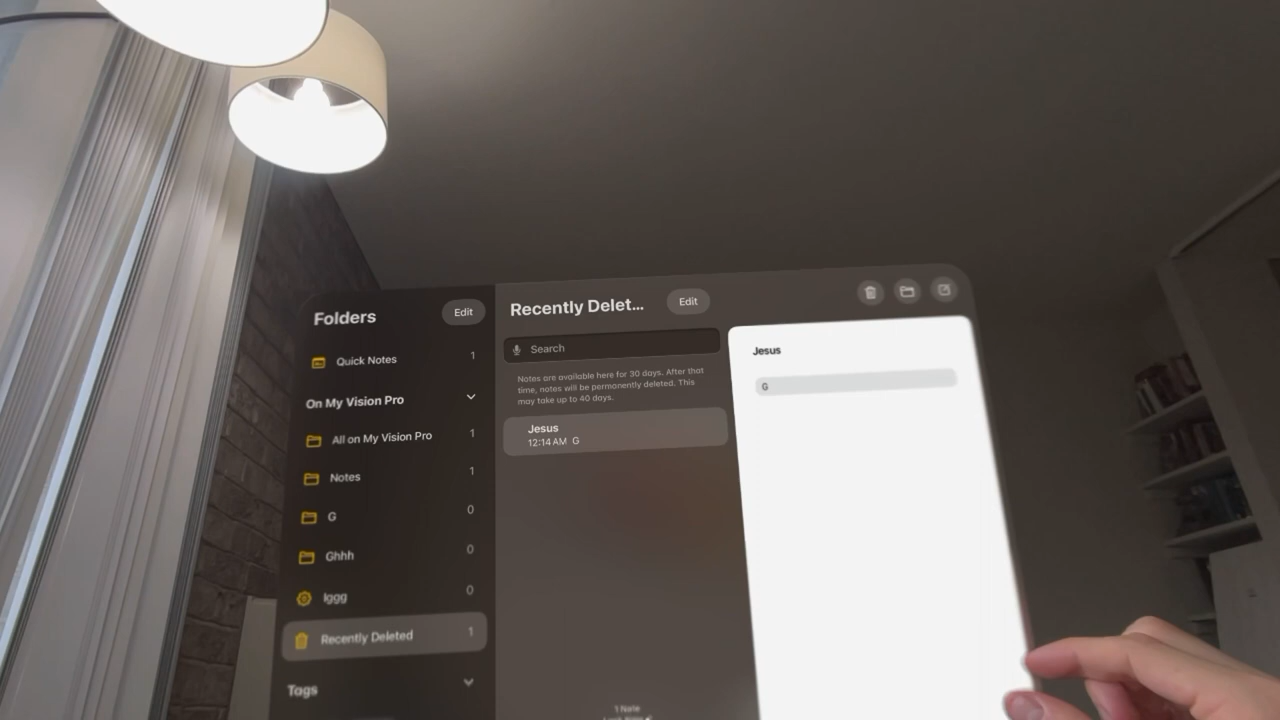 Folders
Edit
Quick Notes 1
On My Vision Pro
All on My Vision Pro 1
Notes 1
G 0
Ghhh 0
Iggg 0
Recently Deleted 1
Tags
Recently Delet...
Edit
Search
Notes are available here for 30 days. After that
time, notes will be permanently deleted. This
may take up to 40 days.
Jesus
12:14 AM G
1 Note
Jesus
G